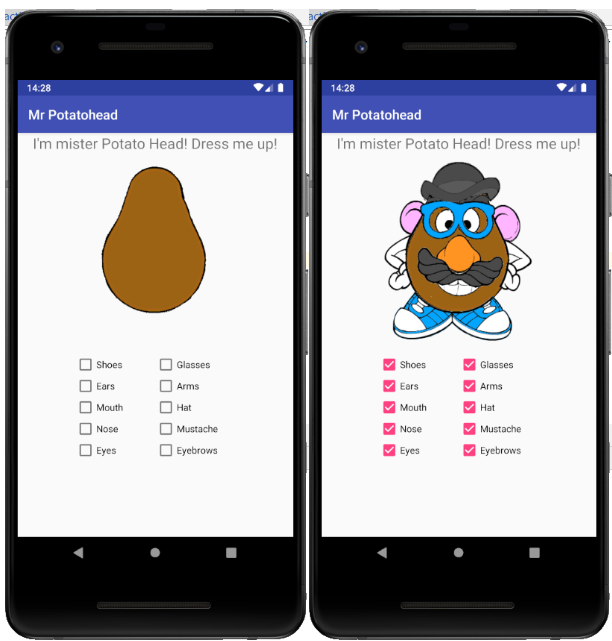 14:28
Mr Potatohead
I'm mister Potato Head! Dress me up!
Shoes Glasses
Ears Arms
Mouth Hat
Nose Mustache
Eyes Eyebrows
14:28
Mr Potatohead
I'm mister Potato Head! Dress me up!
Shoes Glasses
Ears Arms
Mouth Hat
Nose Mustache
Eyes Eyebrows